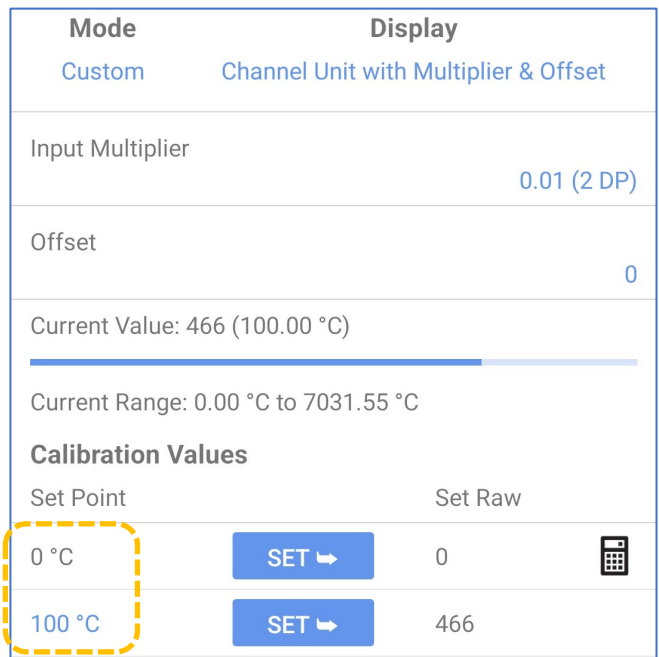 Mode Display
Custom Channel Unit with Multiplier & Offset
Input Multiplier
0.01 (2 DP)
Offset
0
Current Value: 466 (100.00 °C)
Current Range: 0.00 °C to 7031.55 °C
Calibration Values
Set Point Set Raw
0 °C SET ➥ 0
100 °C SET ➥ 466